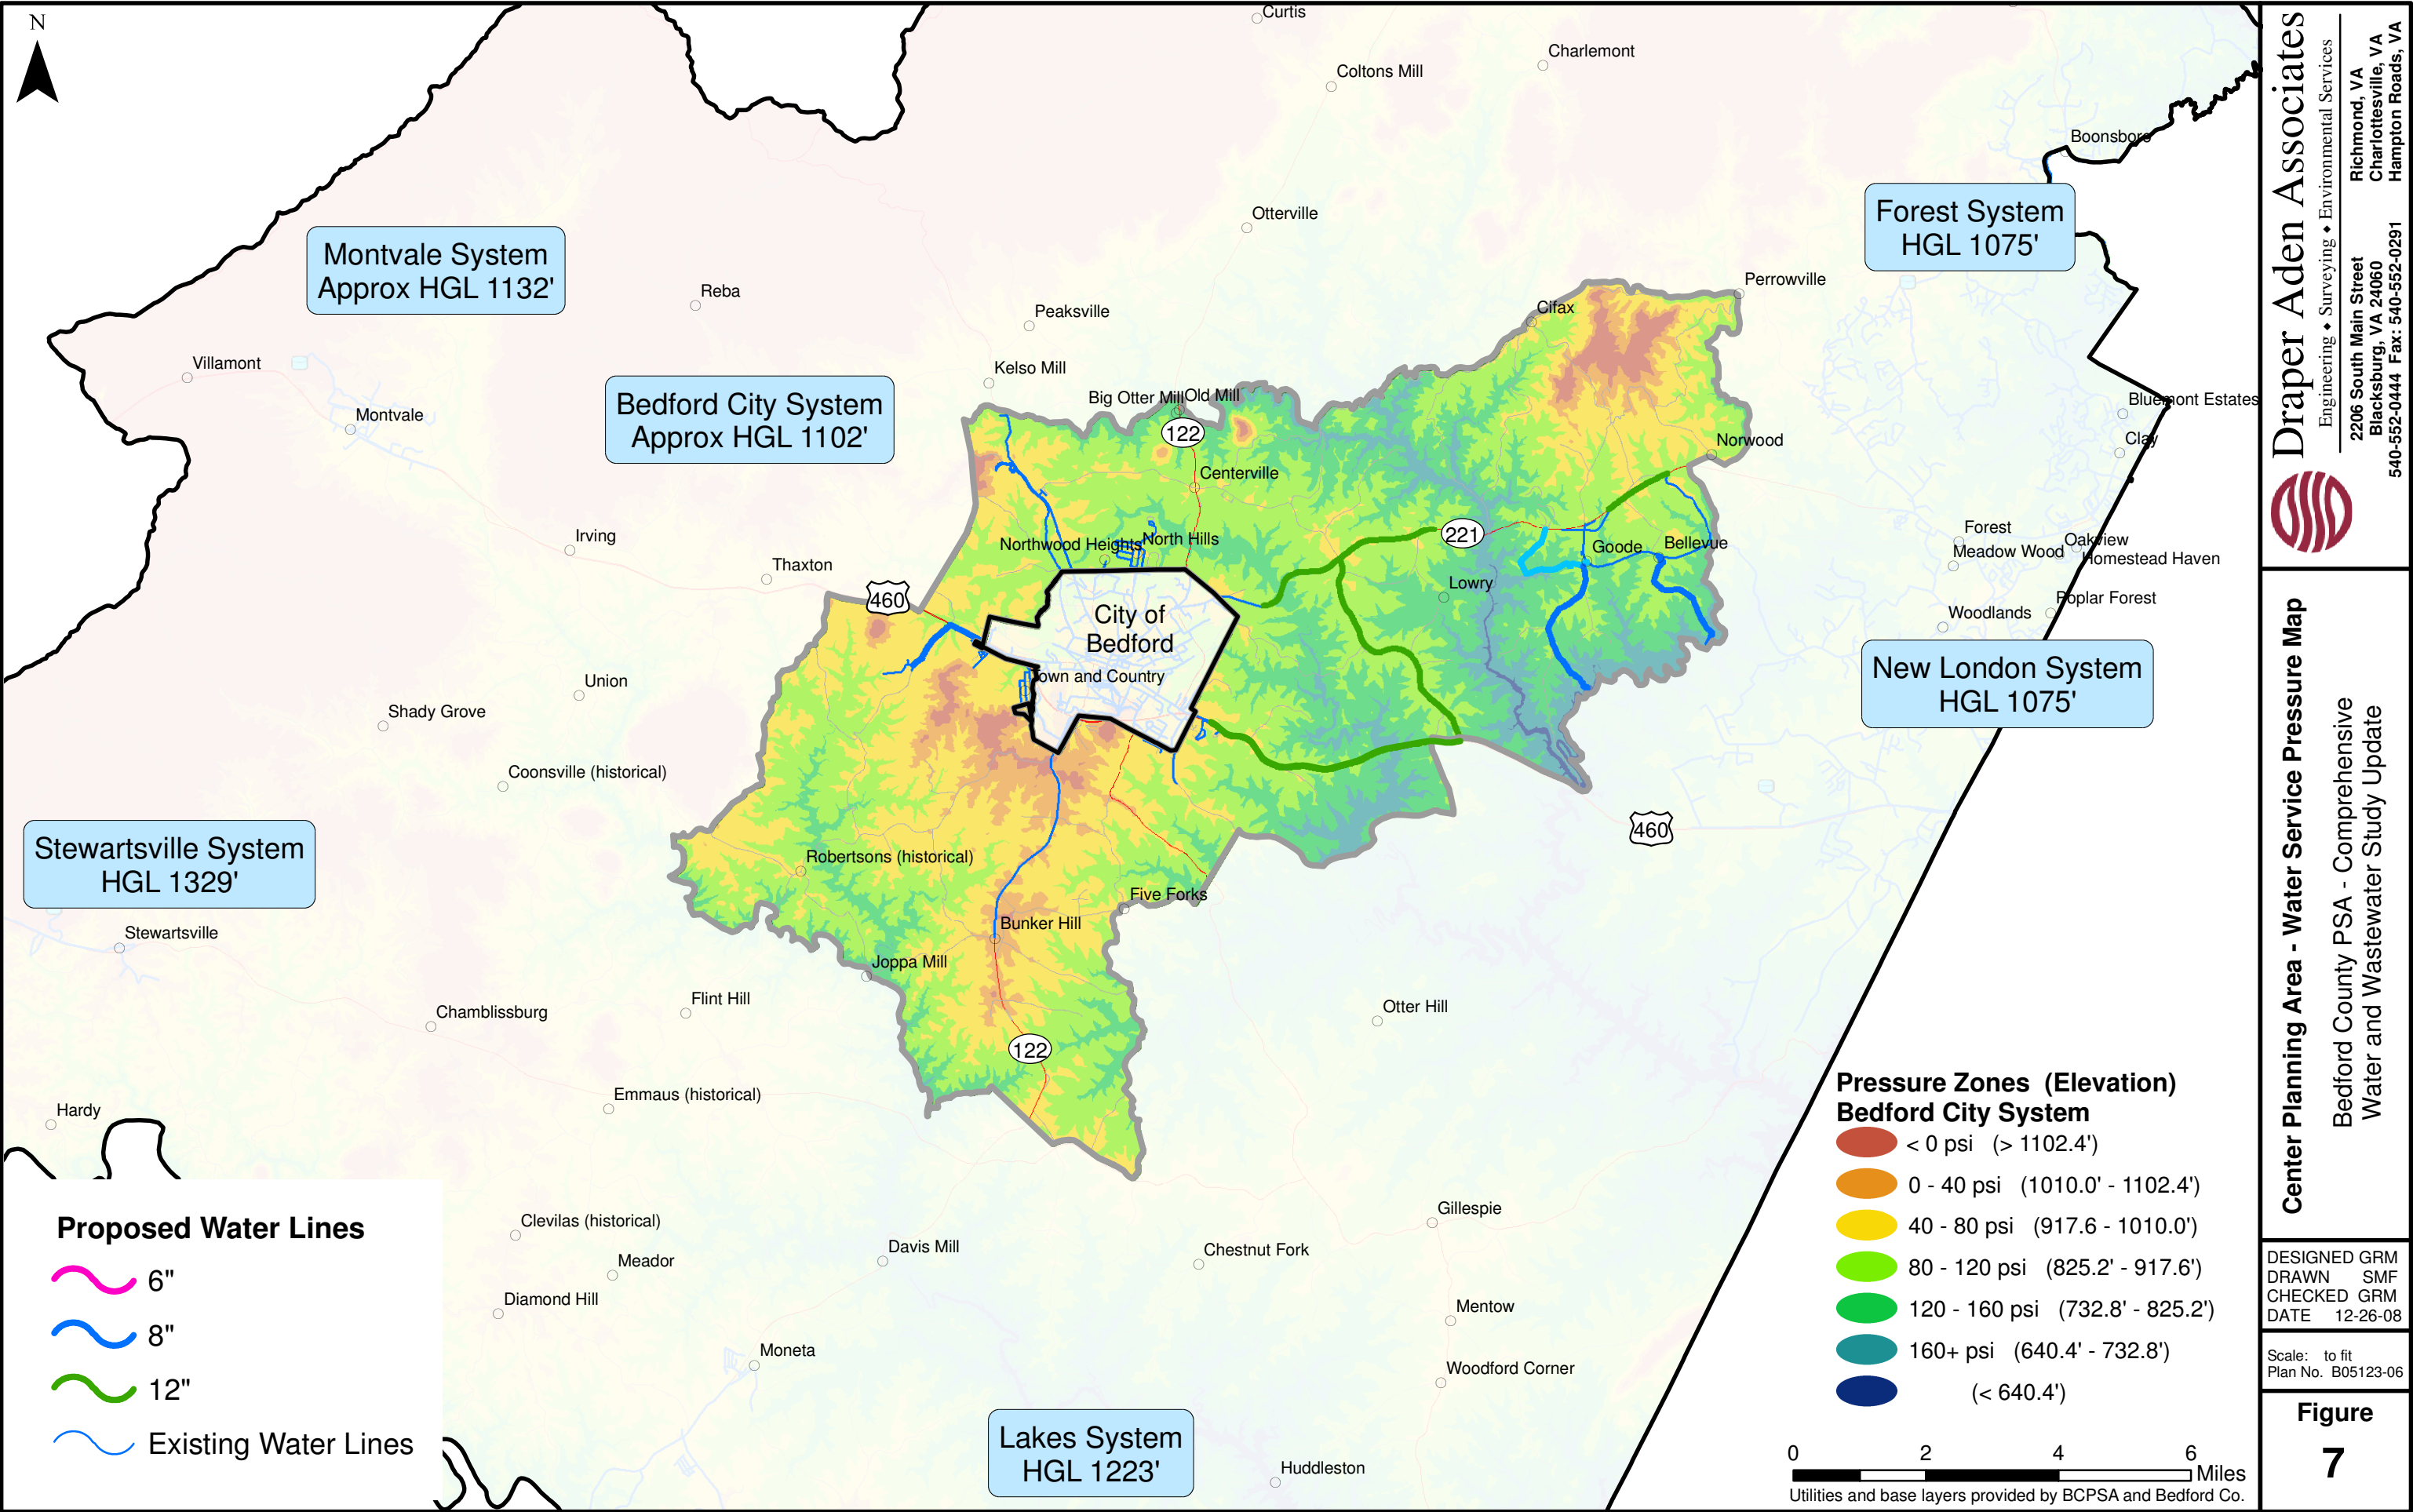 N
Curtis
Charlemont
Coltons Mill
Boonsboro
Otterville
Forest System
HGL 1075'
Montvale System
Approx HGL 1132'
Reba
Perrowville
Peaksville
Cifax
Villamont
Kelso Mill
Montvale
Bedford City System
Approx HGL 1102'
Big Otter Mill
Old Mill
Bluemont Estates
122
Norwood
Clay
Centerville
Irving
221
Forest
Northwood Heights
North Hills
Goode
Bellevue
Oakview
Meadow Wood
Homestead Haven
Thaxton
Lowry
460
City of
Bedford
Poplar Forest
Woodlands
Town and Country
Union
New London System
HGL 1075'
Shady Grove
Coonsville (historical)
460
Stewartsville System
HGL 1329'
Robertsons (historical)
Five Forks
Stewartsville
Bunker Hill
Joppa Mill
Flint Hill
Otter Hill
Chamblissburg
122
Emmaus (historical)
Hardy
Clevilas (historical)
Gillespie
Davis Mill
Chestnut Fork
Meador
Diamond Hill
Mentow
Moneta
Woodford Corner
Lakes System
HGL 1223'
Huddleston
Proposed Water Lines
6"
8"
12"
Existing Water Lines
Pressure Zones (Elevation)
Bedford City System
< 0 psi (> 1102.4')
0 - 40 psi (1010.0' - 1102.4')
40 - 80 psi (917.6 - 1010.0')
80 - 120 psi (825.2' - 917.6')
120 - 160 psi (732.8' - 825.2')
160+ psi (640.4' - 732.8')
(< 640.4')
0 2 4 6
Miles
Utilities and base layers provided by BCPSA and Bedford Co.
Draper Aden Associates
Engineering ♦ Surveying ♦ Environmental Services
2206 South Main Street
Blacksburg, VA 24060
540-552-0444 Fax: 540-552-0291
Richmond, VA
Charlottesville, VA
Hampton Roads, VA
Center Planning Area - Water Service Pressure Map
Bedford County PSA - Comprehensive
Water and Wastewater Study Update
DESIGNED GRM
DRAWN SMF
CHECKED GRM
DATE 12-26-08
Scale: to fit
Plan No. B05123-06
Figure
7